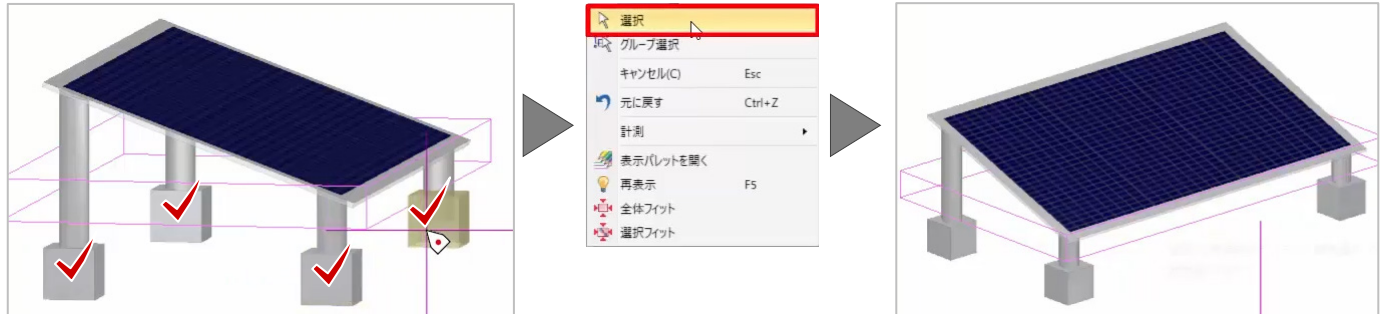 選択
グループ選択
キャンセル(C) Esc
元に戻す Ctrl+Z
計測
表示パレットを開く
再表示 F5
全体フィット
選択フィット